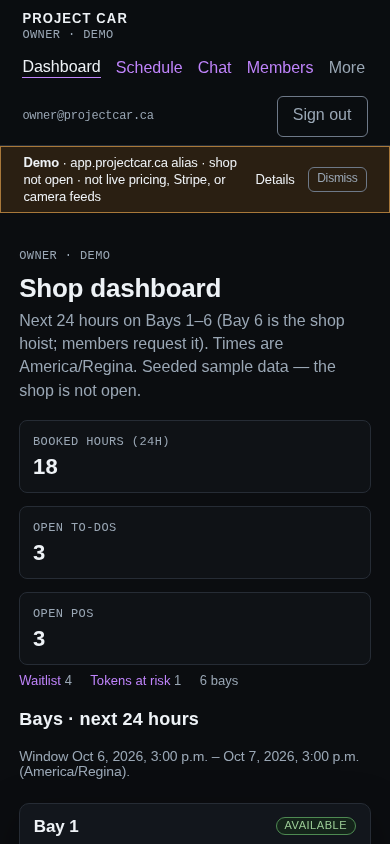 PROJECT CAR
OWNER · DEMO
Dashboard Schedule Chat Members More
owner@projectcar.ca
Sign out
Demo · app.projectcar.ca alias · shop
not open · not live pricing, Stripe, or
camera feeds
Details
Dismiss
OWNER · DEMO
Shop dashboard
Next 24 hours on Bays 1–6 (Bay 6 is the shop
hoist; members request it). Times are
America/Regina. Seeded sample data — the
shop is not open.
BOOKED HOURS (24H)
18
OPEN TO-DOS
3
OPEN POS
3
Waitlist 4 Tokens at risk 1 6 bays
Bays · next 24 hours
Window Oct 6, 2026, 3:00 p.m. – Oct 7, 2026, 3:00 p.m.
(America/Regina).
Bay 1
AVAILABLE